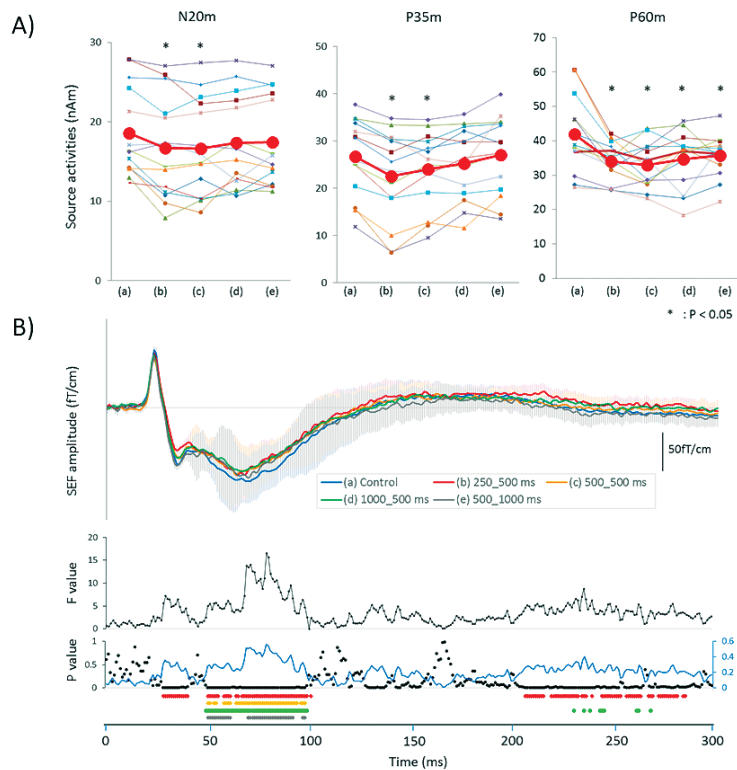 A)
N20m
P35m
P60m
Source activities (nAm)
30
20
10
0
* *
(a) (b) (c) (d) (e)
50
40
30
20
10
0
* *
(a) (b) (c) (d) (e)
70
60
50
40
30
20
10
0
* * * *
(a) (b) (c) (d) (e)
* : P < 0.05
B)
SEF amplitude (fT/cm)
50fT/cm
(a) Control (b) 250_500 ms (c) 500_500 ms
(d) 1000_500 ms (e) 500_1000 ms
F value
20
15
10
5
0
P value
1
0.5
0
0.6
0.4
0.2
0
0 50 100 150 200 250 300
Time (ms)